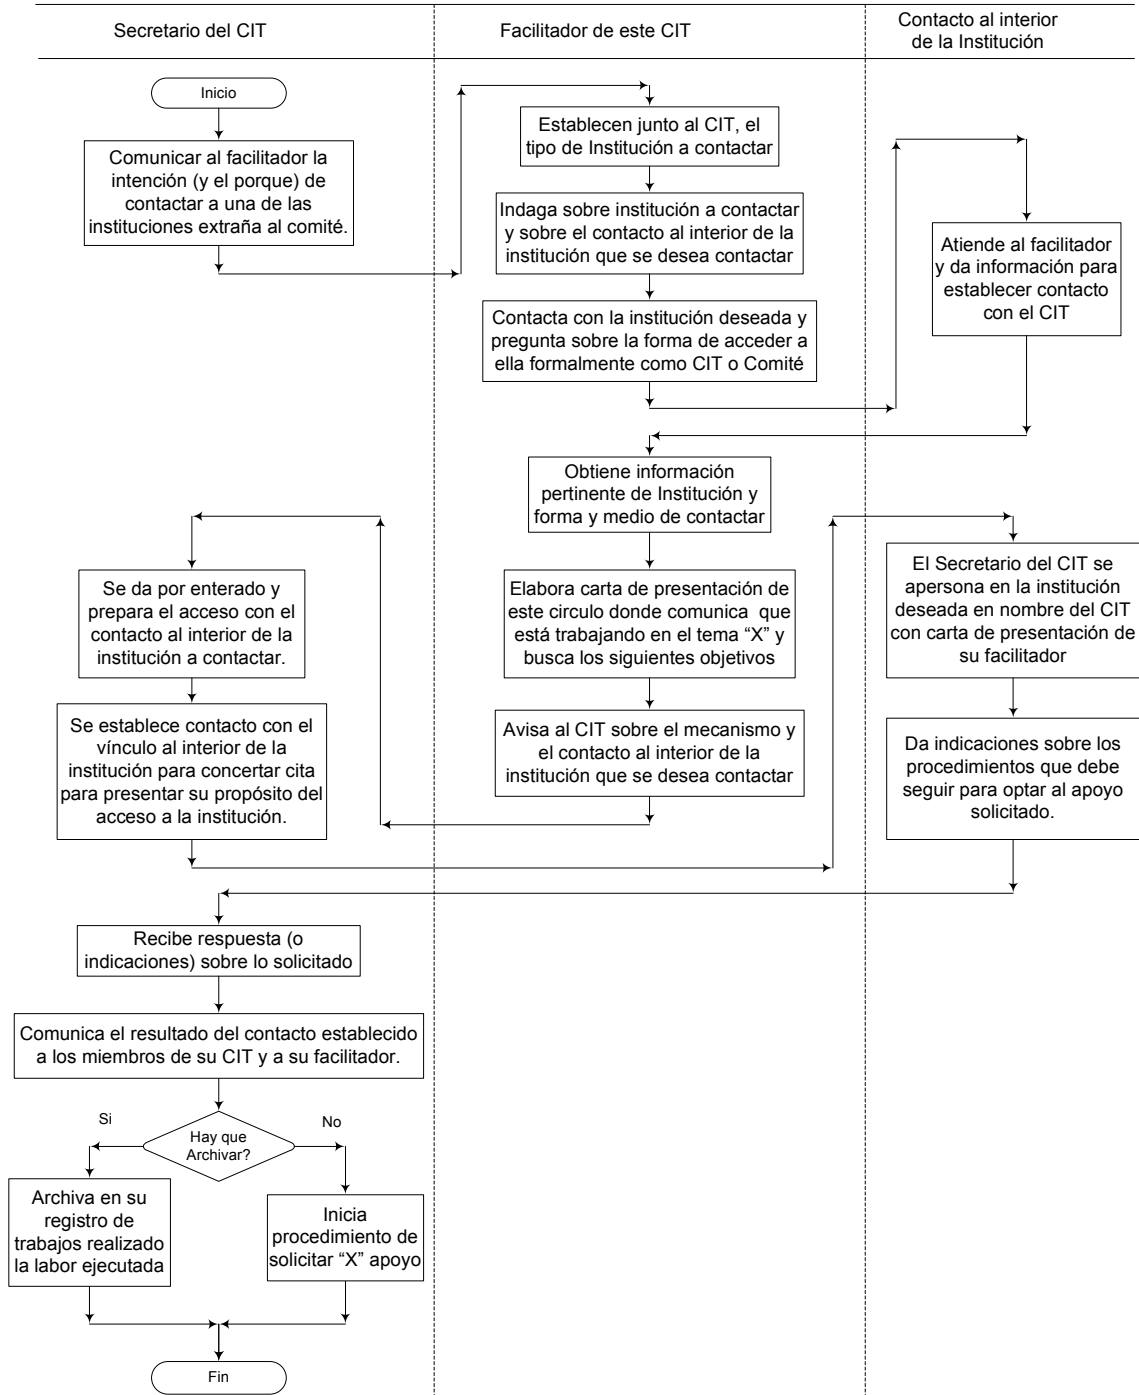 Secretario del CIT
Facilitador de este CIT
Contacto al interior
de la Institución
Inicio
Comunicar al facilitador la
intención (y el porque) de
contactar a una de las
instituciones extraña al comité.
Establecen junto al CIT, el
tipo de Institución a contactar
Indaga sobre institución a contactar
y sobre el contacto al interior de la
institución que se desea contactar
Contacta con la institución deseada y
pregunta sobre la forma de acceder a
ella formalmente como CIT o Comité
Atiende al facilitador
y da información para
establecer contacto
con el CIT
Obtiene información
pertinente de Institución y
forma y medio de contactar
Elabora carta de presentación de
este circulo donde comunica que
está trabajando en el tema “X” y
busca los siguientes objetivos
Avisa al CIT sobre el mecanismo y
el contacto al interior de la
institución que se desea contactar
Se da por enterado y
prepara el acceso con el
contacto al interior de la
institución a contactar.
Se establece contacto con el
vínculo al interior de la
institución para concertar cita
para presentar su propósito del
acceso a la institución.
El Secretario del CIT se
apersona en la institución
deseada en nombre del CIT
con carta de presentación de
su facilitador
Da indicaciones sobre los
procedimientos que debe
seguir para optar al apoyo
solicitado.
Recibe respuesta (o
indicaciones) sobre lo solicitado
Comunica el resultado del contacto establecido
a los miembros de su CIT y a su facilitador.
Hay que
Archivar?
Si
No
Archiva en su
registro de
trabajos realizado
la labor ejecutada
Inicia
procedimiento de
solicitar “X” apoyo
Fin